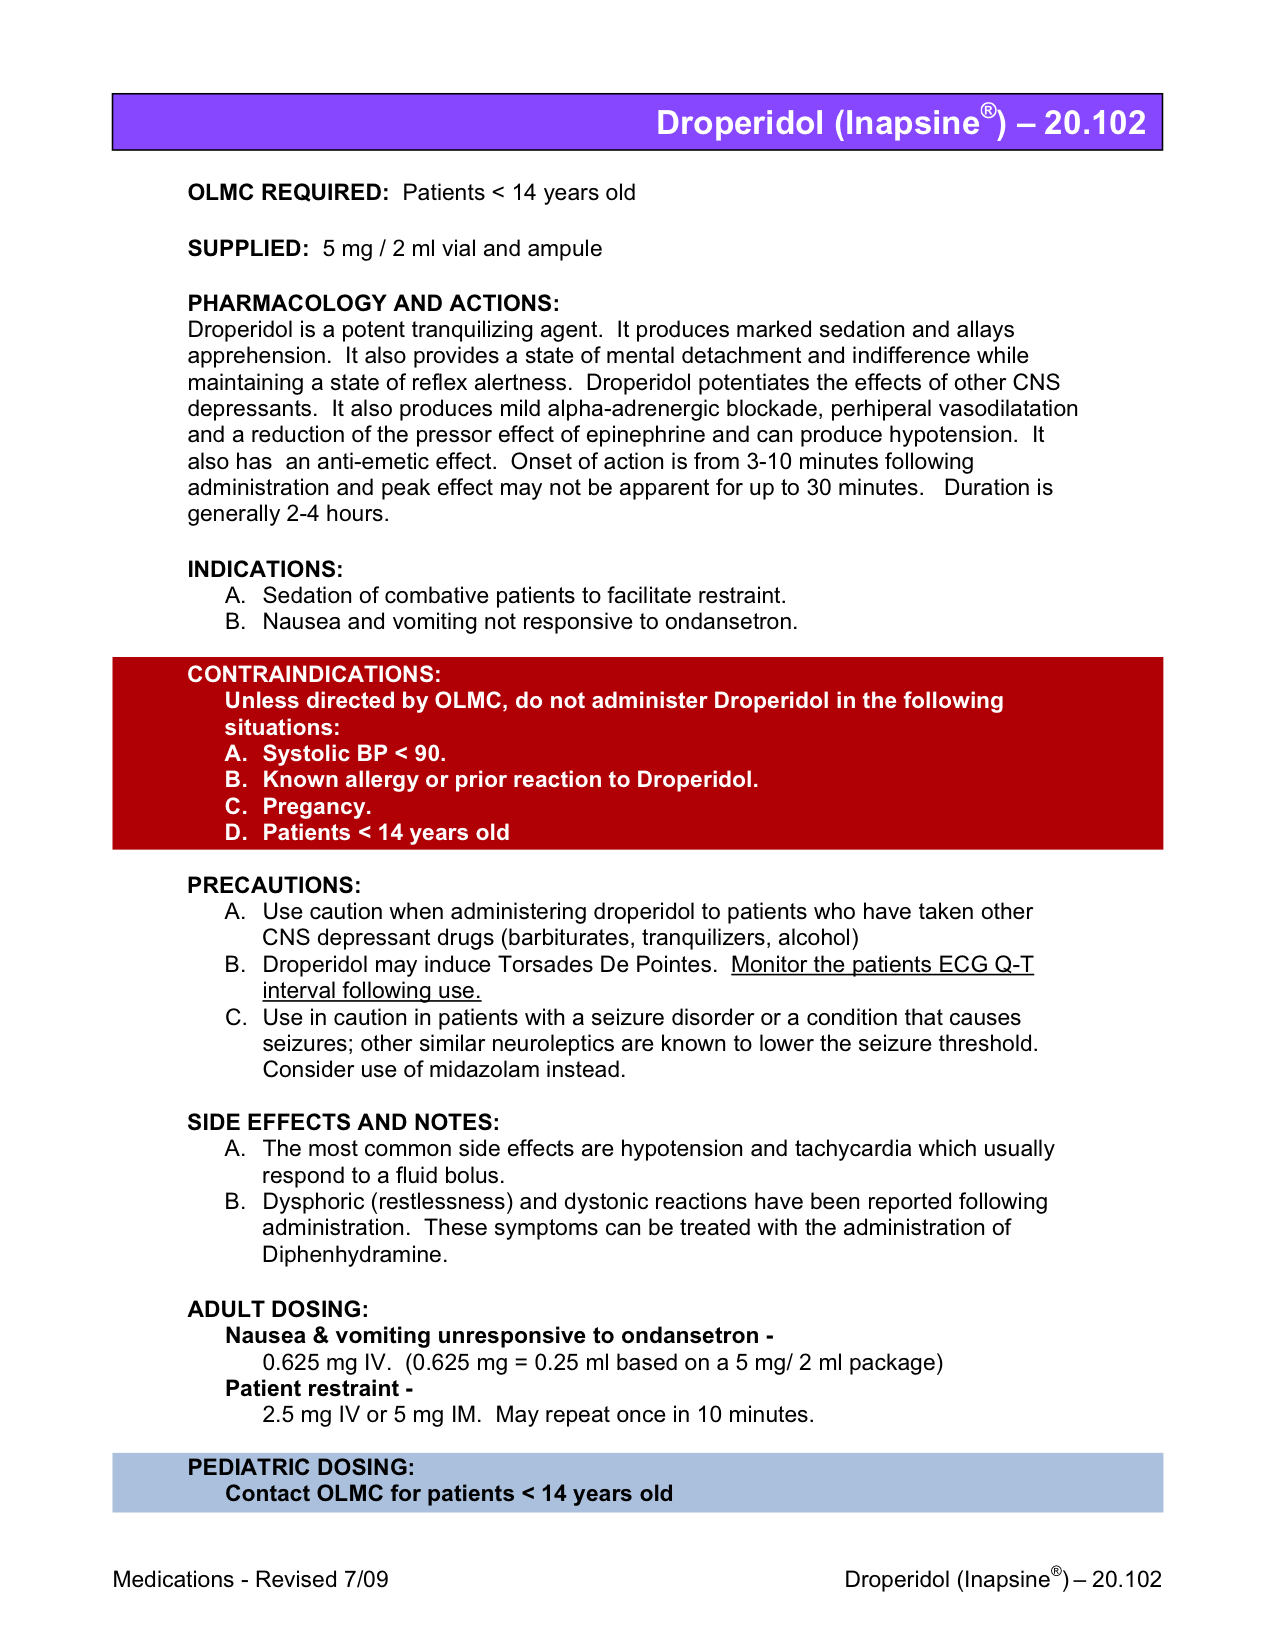 Droperidol (Inapsine®) – 20.102
OLMC REQUIRED: Patients < 14 years old
SUPPLIED: 5 mg / 2 ml vial and ampule
PHARMACOLOGY AND ACTIONS:
Droperidol is a potent tranquilizing agent. It produces marked sedation and allays
apprehension. It also provides a state of mental detachment and indifference while
maintaining a state of reflex alertness. Droperidol potentiates the effects of other CNS
depressants. It also produces mild alpha-adrenergic blockade, perhiperal vasodilatation
and a reduction of the pressor effect of epinephrine and can produce hypotension. It
also has an anti-emetic effect. Onset of action is from 3-10 minutes following
administration and peak effect may not be apparent for up to 30 minutes. Duration is
generally 2-4 hours.
INDICATIONS:
A. Sedation of combative patients to facilitate restraint.
B. Nausea and vomiting not responsive to ondansetron.
CONTRAINDICATIONS:
Unless directed by OLMC, do not administer Droperidol in the following
situations:
A. Systolic BP < 90.
B. Known allergy or prior reaction to Droperidol.
C. Pregancy.
D. Patients < 14 years old
PRECAUTIONS:
A. Use caution when administering droperidol to patients who have taken other
CNS depressant drugs (barbiturates, tranquilizers, alcohol)
B. Droperidol may induce Torsades De Pointes. Monitor the patients ECG Q-T
interval following use.
C. Use in caution in patients with a seizure disorder or a condition that causes
seizures; other similar neuroleptics are known to lower the seizure threshold.
Consider use of midazolam instead.
SIDE EFFECTS AND NOTES:
A. The most common side effects are hypotension and tachycardia which usually
respond to a fluid bolus.
B. Dysphoric (restlessness) and dystonic reactions have been reported following
administration. These symptoms can be treated with the administration of
Diphenhydramine.
ADULT DOSING:
Nausea & vomiting unresponsive to ondansetron -
0.625 mg IV. (0.625 mg = 0.25 ml based on a 5 mg/ 2 ml package)
Patient restraint -
2.5 mg IV or 5 mg IM. May repeat once in 10 minutes.
PEDIATRIC DOSING:
Contact OLMC for patients < 14 years old
Medications - Revised 7/09
Droperidol (Inapsine®) – 20.102